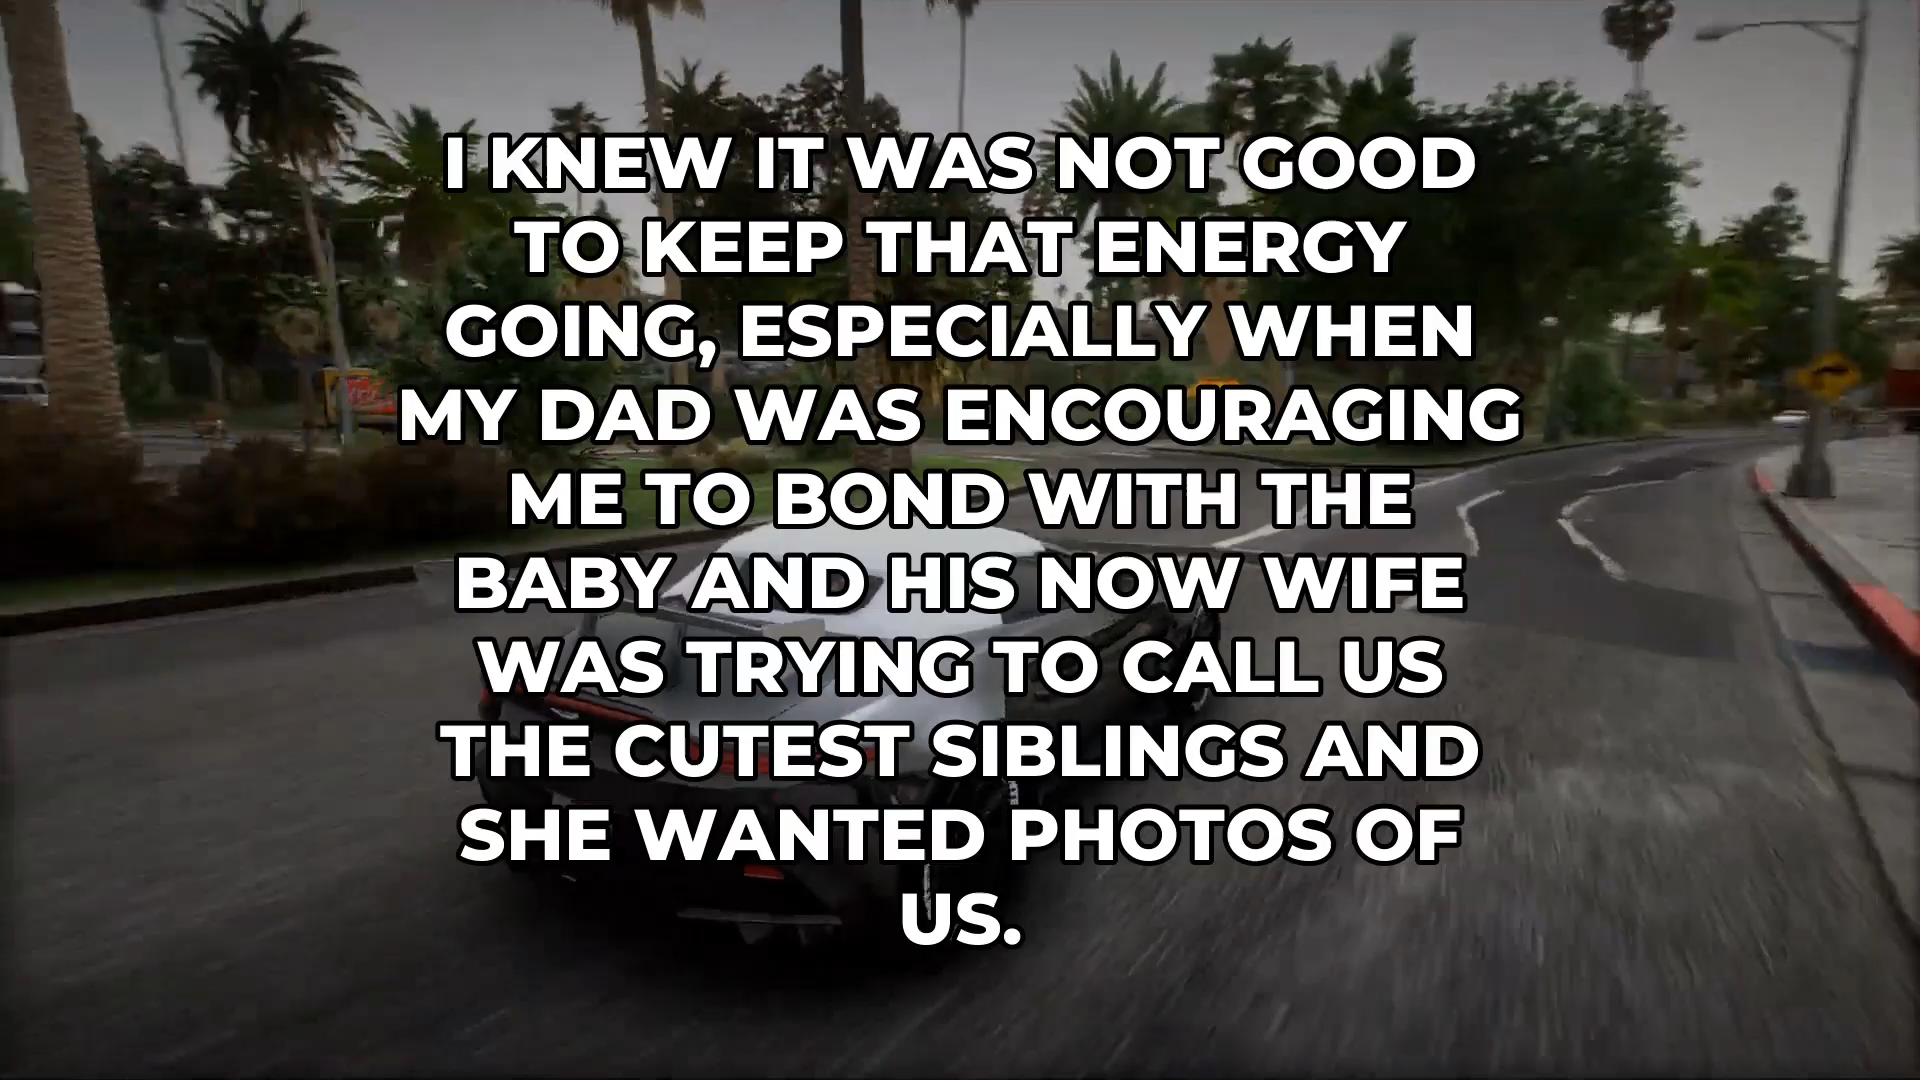 I KNEW IT WAS NOT GOOD
TO KEEP THAT ENERGY
GOING, ESPECIALLY WHEN
MY DAD WAS ENCOURAGING
ME TO BOND WITH THE
BABY AND HIS NOW WIFE
WAS TRYING TO CALL US
THE CUTEST SIBLINGS AND
SHE WANTED PHOTOS OF
US.